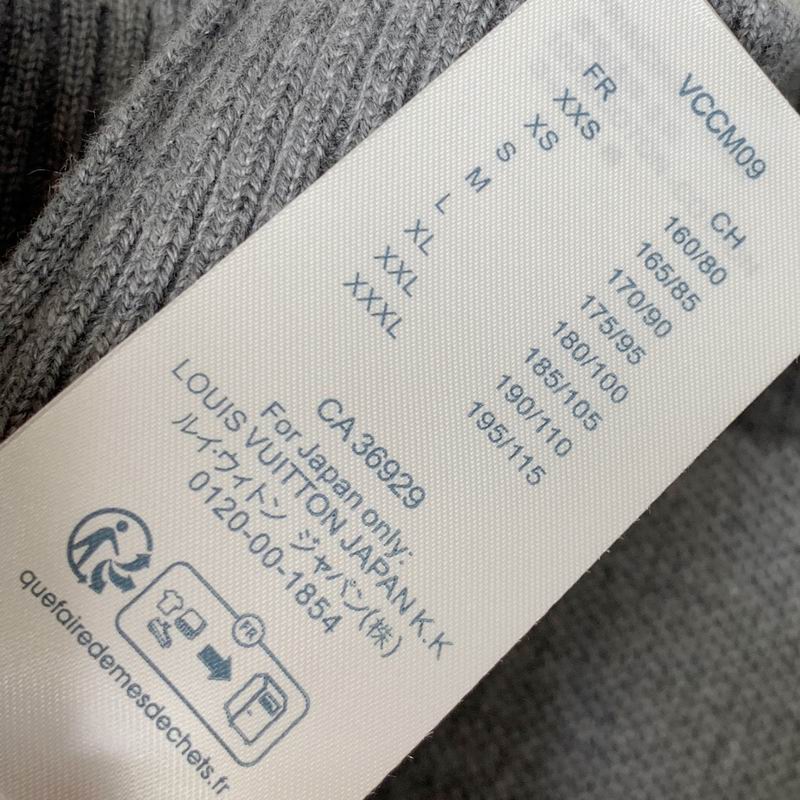 VCCM09
FR CH
XXS 160/80
XS 165/85
S 170/90
M 175/95
L 180/100
XL 185/105
XXL 190/110
XXXL 195/115
CA 36929
For Japan only:
LOUIS VUITTON JAPAN K.K
ルイ·ヴィトン ジャパン(株)
0120-00-1854
FR
quefairedemesdechets.fr